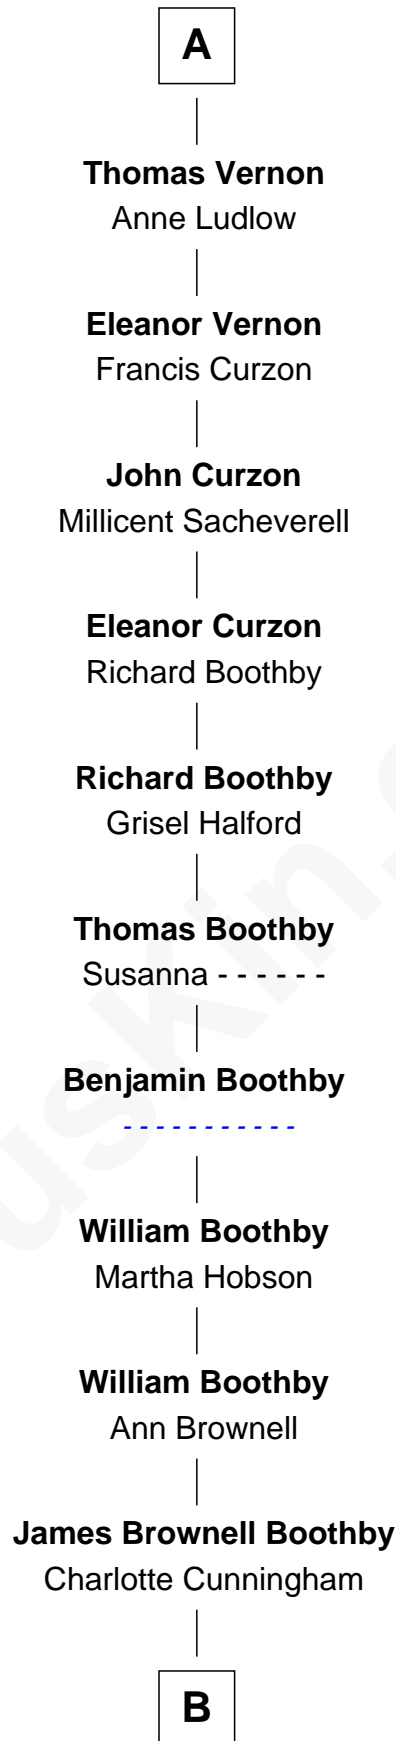 A
Thomas Vernon
Anne Ludlow
Eleanor Vernon
Francis Curzon
John Curzon
Millicent Sacheverell
Eleanor Curzon
Richard Boothby
Richard Boothby
Grisel Halford
Thomas Boothby
Susanna - - - - - -
Benjamin Boothby
- - - - - - - - - - -
William Boothby
Martha Hobson
William Boothby
Ann Brownell
James Brownell Boothby
Charlotte Cunningham
B